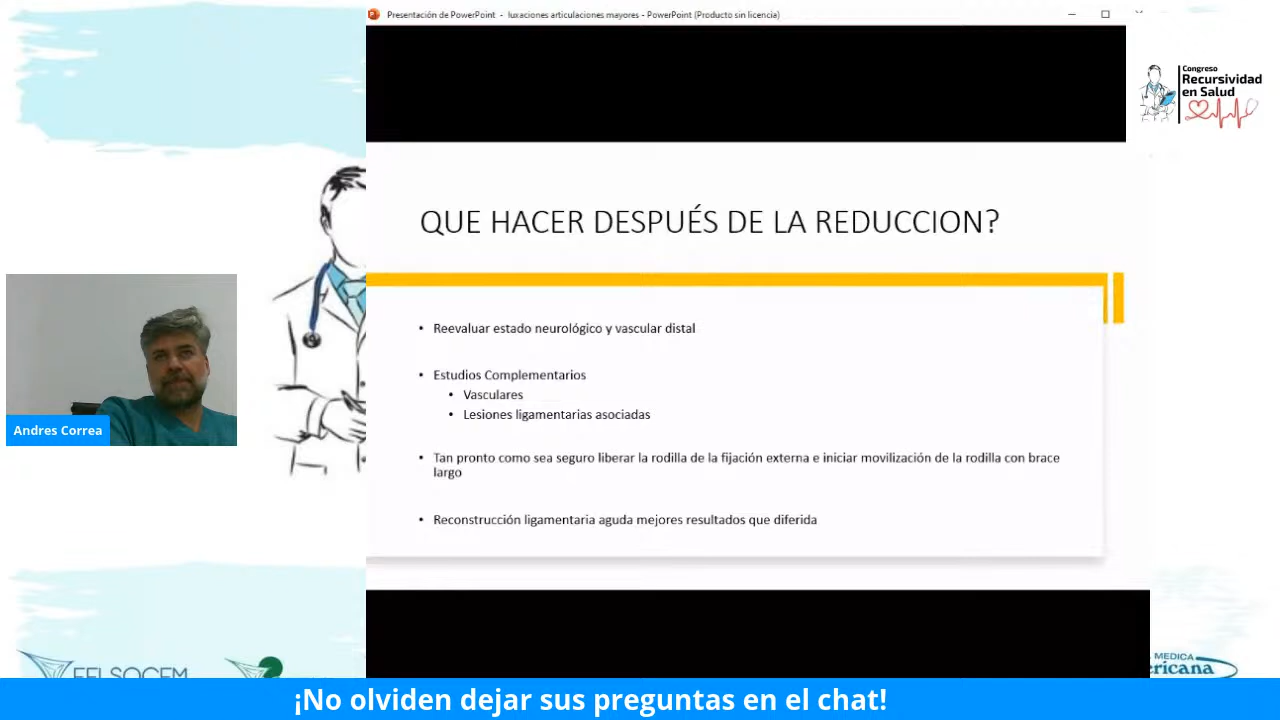 Presentación de PowerPoint - luxaciones articulaciones mayores - PowerPoint (Producto sin licencia)
Congreso
Recursividad
en Salud
QUE HACER DESPUÉS DE LA REDUCCION?
• Reevaluar estado neurológico y vascular distal
• Estudios Complementarios
• Vasculares
• Lesiones ligamentarias asociadas
• Tan pronto como sea seguro liberar la rodilla de la fijación externa e iniciar movilización de la rodilla con brace
largo
• Reconstrucción ligamentaria aguda mejores resultados que diferida
Andres Correa
MEDICA
¡No olviden dejar sus preguntas en el chat!